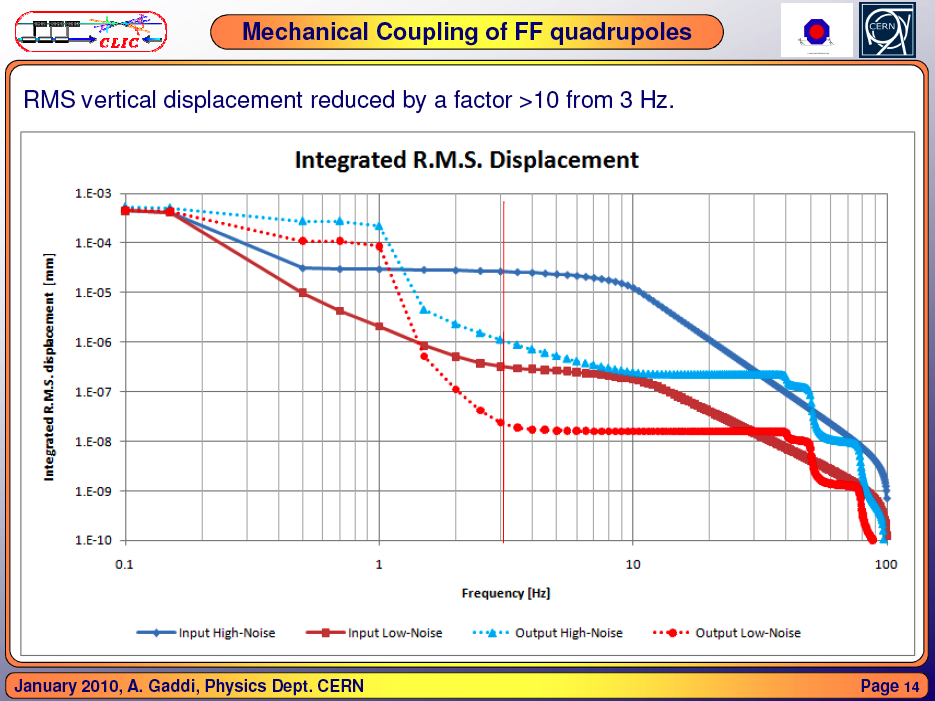 CLIC
Mechanical Coupling of FF quadrupoles
CERN
RMS vertical displacement reduced by a factor >10 from 3 Hz.
Integrated R.M.S. Displacement
Integrated R.M.S. displacement [mm]
1.E-03
1.E-04
1.E-05
1.E-06
1.E-07
1.E-08
1.E-09
1.E-10
0.1 1 10 100
Frequency [Hz]
Input High-Noise Input Low-Noise Output High-Noise Output Low-Noise
January 2010, A. Gaddi, Physics Dept. CERN Page 14